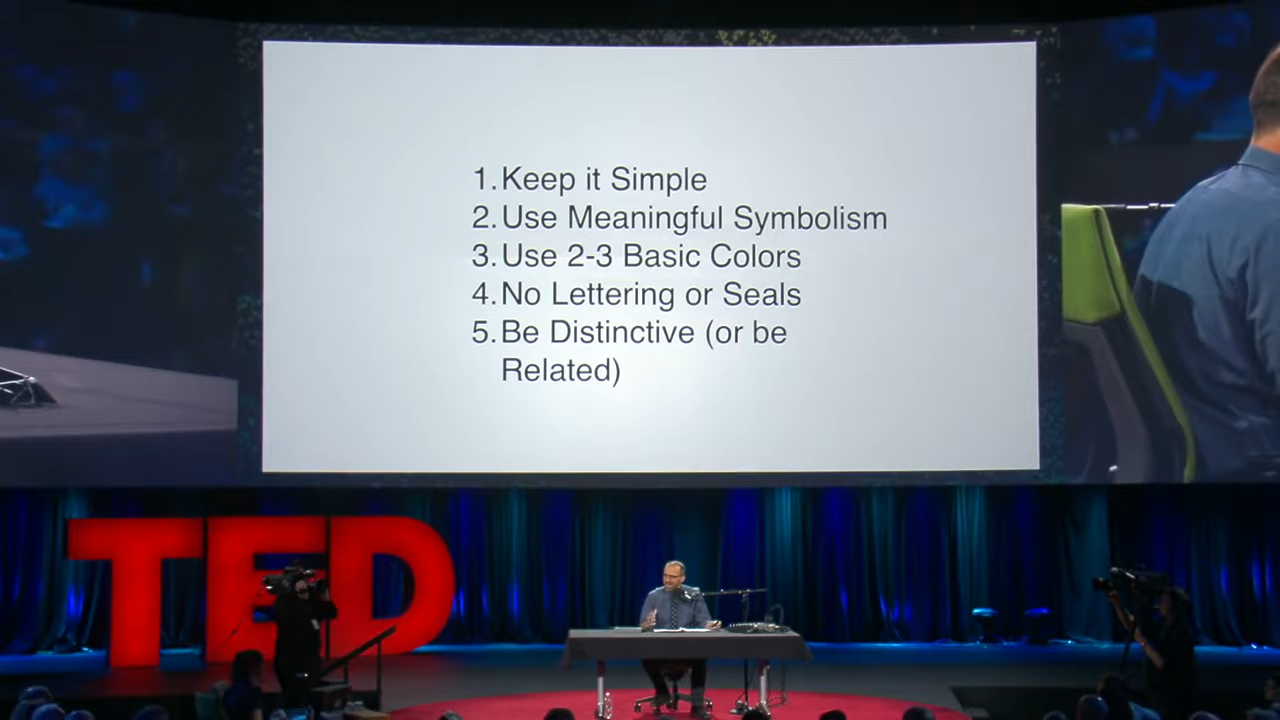 1. Keep it Simple
2. Use Meaningful Symbolism
3. Use 2-3 Basic Colors
4. No Lettering or Seals
5. Be Distinctive (or be
Related)
TED